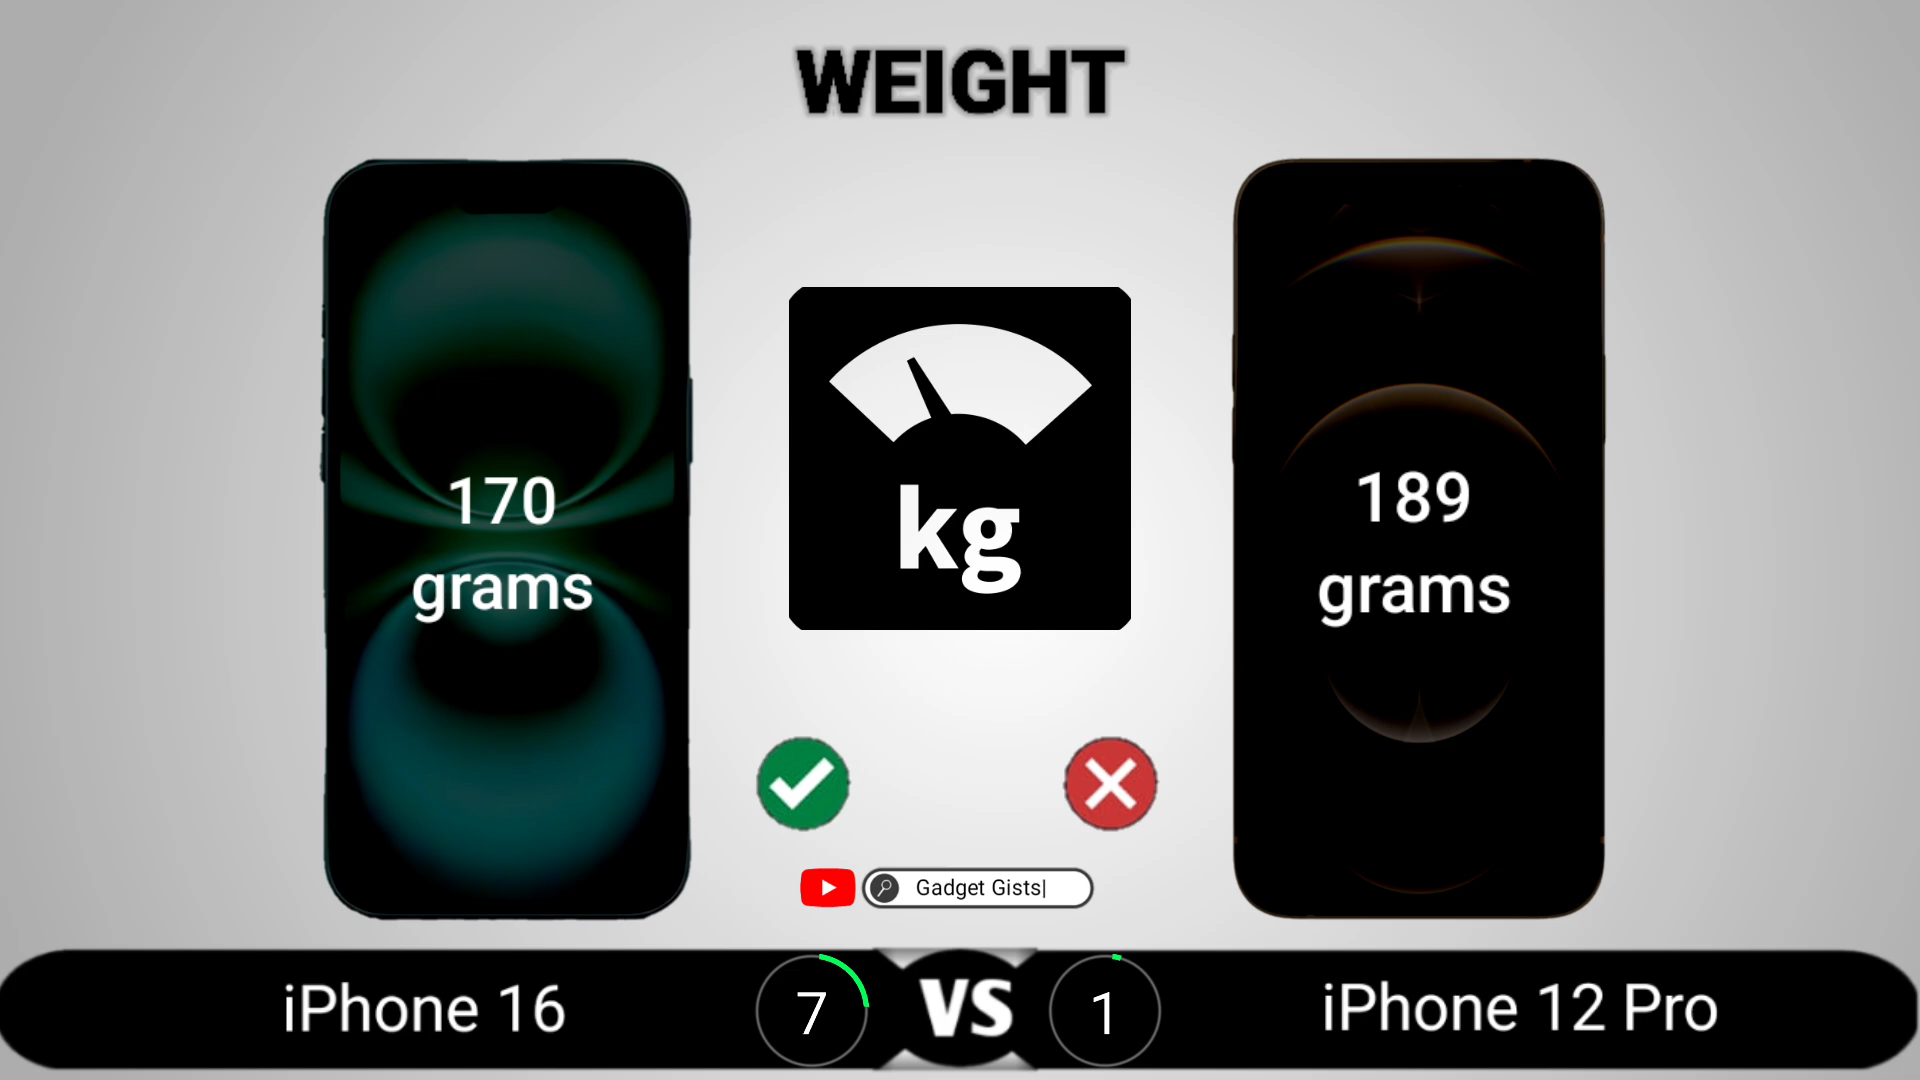 WEIGHT
170
grams
kg
189
grams
Gadget Gists|
iPhone 16
7
VS
1
iPhone 12 Pro